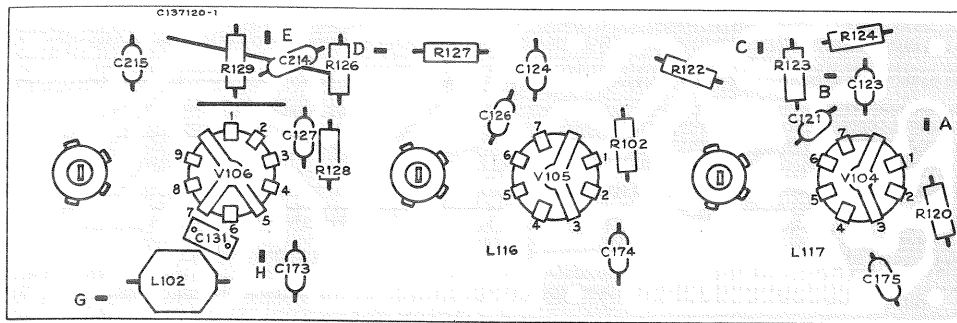 C137120-1
E
D
C
R124
C215
R129
C214
R126
R127
C124
R122
R123
B
C123
C126
C127
R128
R102
C121
A
1
2
3
4
5
6
7
8
9
V106
7
6
5
4
3
2
1
V105
7
6
5
4
3
2
1
V104
R120
C131
H
C173
L116
C174
L117
C175
L102
G